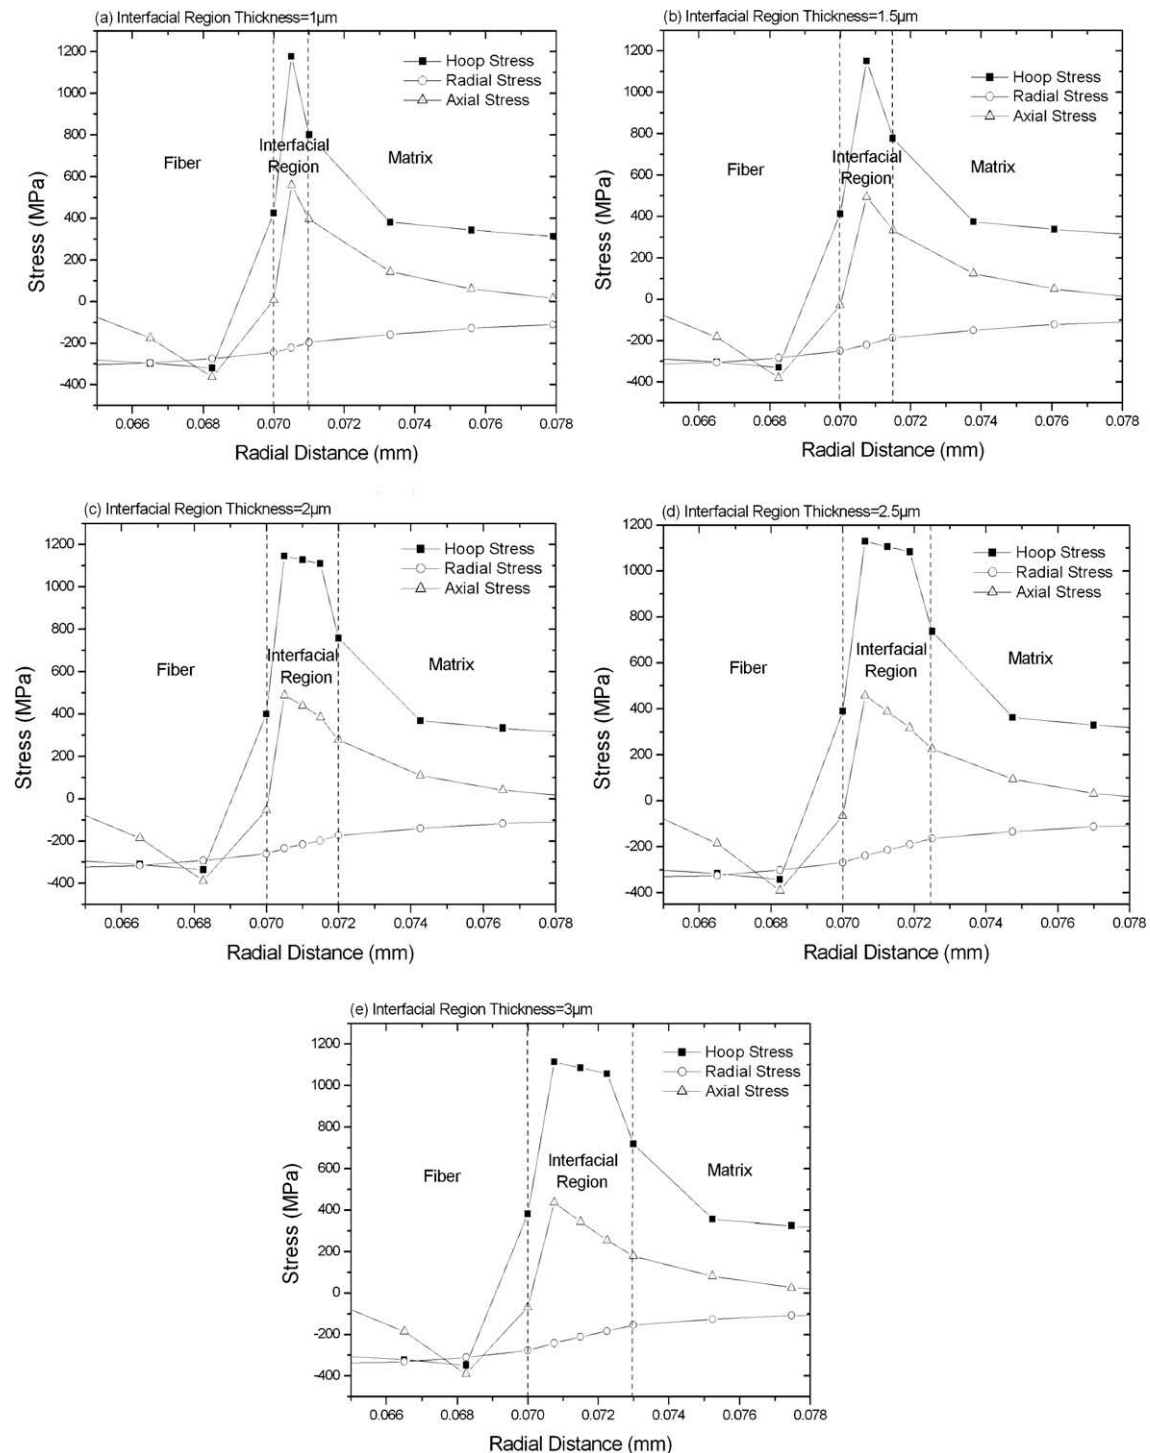 (a) Interfacial Region Thickness=1μm
1200
1000
800
600
400
200
0
-200
-400
Stress (MPa)
Hoop Stress
Radial Stress
Axial Stress
Fiber
Interfacial
Region
Matrix
0.066 0.068 0.070 0.072 0.074 0.076 0.078
Radial Distance (mm)
(b) Interfacial Region Thickness=1.5μm
1200
1000
800
600
400
200
0
-200
-400
Stress (MPa)
Hoop Stress
Radial Stress
Axial Stress
Fiber
Interfacial
Region
Matrix
0.066 0.068 0.070 0.072 0.074 0.076 0.078
Radial Distance (mm)
(c) Interfacial Region Thickness=2μm
1200
1000
800
600
400
200
0
-200
-400
Stress (MPa)
Hoop Stress
Radial Stress
Axial Stress
Fiber
Interfacial
Region
Matrix
0.066 0.068 0.070 0.072 0.074 0.076 0.078
Radial Distance (mm)
(d) Interfacial Region Thickness=2.5μm
1200
1000
800
600
400
200
0
-200
-400
Stress (MPa)
Hoop Stress
Radial Stress
Axial Stress
Fiber
Interfacial
Region
Matrix
0.066 0.068 0.070 0.072 0.074 0.076 0.078
Radial Distance (mm)
(e) Interfacial Region Thickness=3μm
1200
1000
800
600
400
200
0
-200
-400
Stress (MPa)
Hoop Stress
Radial Stress
Axial Stress
Fiber
Interfacial
Region
Matrix
0.066 0.068 0.070 0.072 0.074 0.076 0.078
Radial Distance (mm)